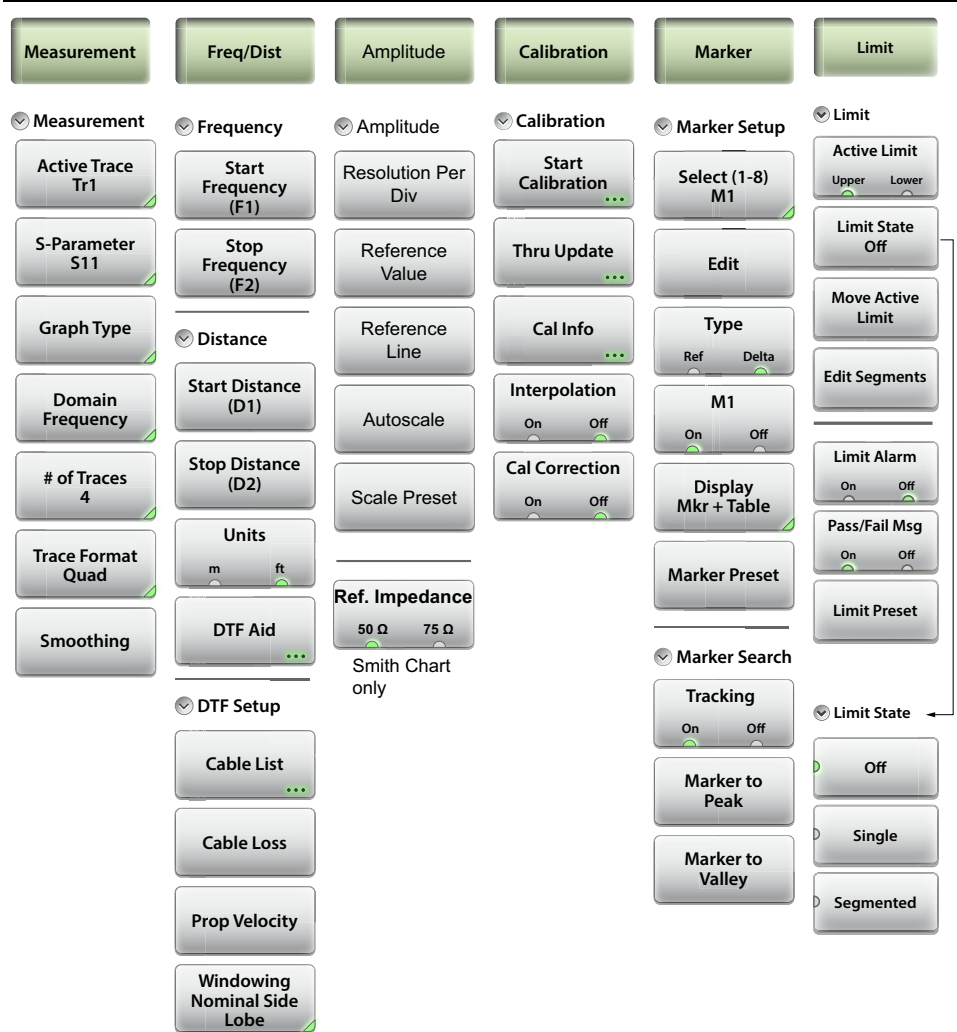 Measurement
Freq/Dist
Amplitude
Calibration
Marker
Limit
Measurement
Active Trace
Tr1
S-Parameter
S11
Graph Type
Domain
Frequency
# of Traces
4
Trace Format
Quad
Smoothing
Frequency
Start
Frequency
(F1)
Stop
Frequency
(F2)
Distance
Start Distance
(D1)
Stop Distance
(D2)
Units
m ft
DTF Aid
DTF Setup
Cable List
Cable Loss
Prop Velocity
Windowing
Nominal Side
Lobe
Amplitude
Resolution Per
Div
Reference
Value
Reference
Line
Autoscale
Scale Preset
Ref. Impedance
50 Ω 75 Ω
Smith Chart
only
Calibration
Start
Calibration
Thru Update
Cal Info
Interpolation
On Off
Cal Correction
On Off
Marker Setup
Select (1-8)
M1
Edit
Type
Ref Delta
M1
On Off
Display
Mkr + Table
Marker Preset
Marker Search
Tracking
On Off
Marker to
Peak
Marker to
Valley
Limit
Active Limit
Upper Lower
Limit State
Off
Move Active
Limit
Edit Segments
Limit Alarm
On Off
Pass/Fail Msg
On Off
Limit Preset
Limit State
Off
Single
Segmented